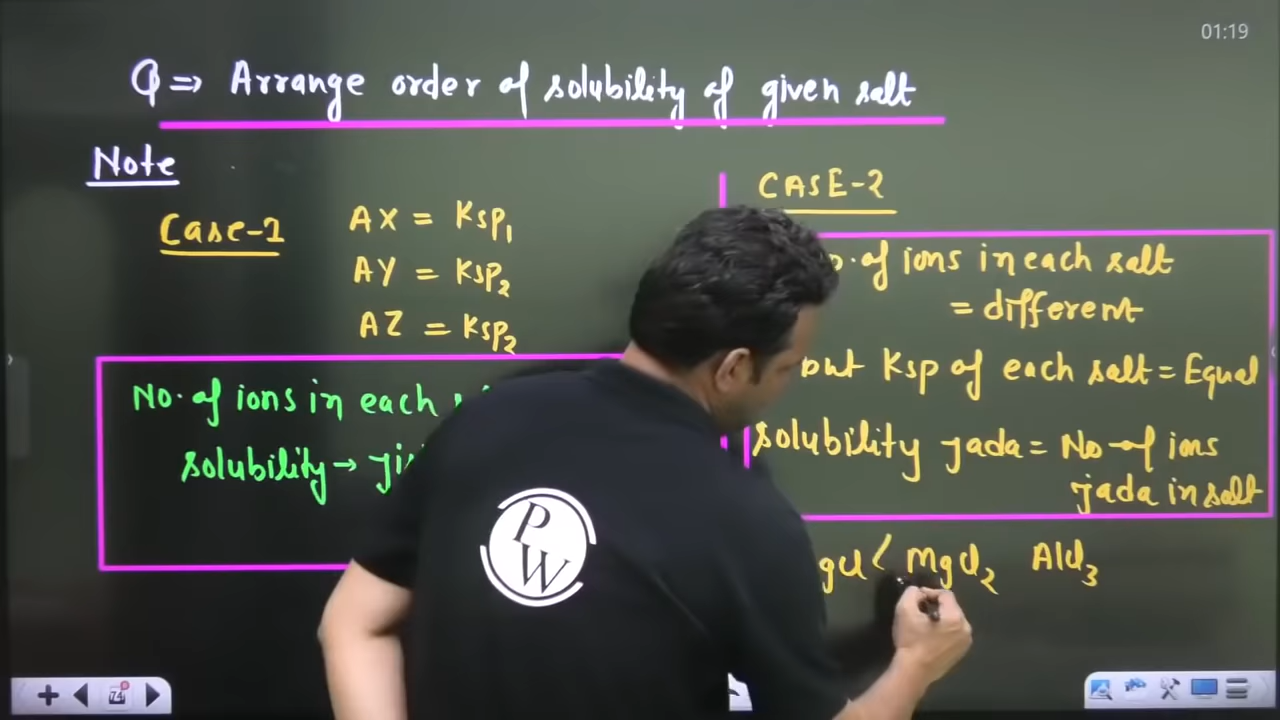 01:19
Q => Arrange order of solubility of given salt
Note
Case-1
AX = Ksp1
AY = Ksp2
AZ = Ksp2
No. of ions in each
solubility →
CASE-2
of ions in each salt
= different
but Ksp of each salt = Equal
solubility jada = No of ions
jada in salt
gCl < MgCl2 AlCl3
PW
74